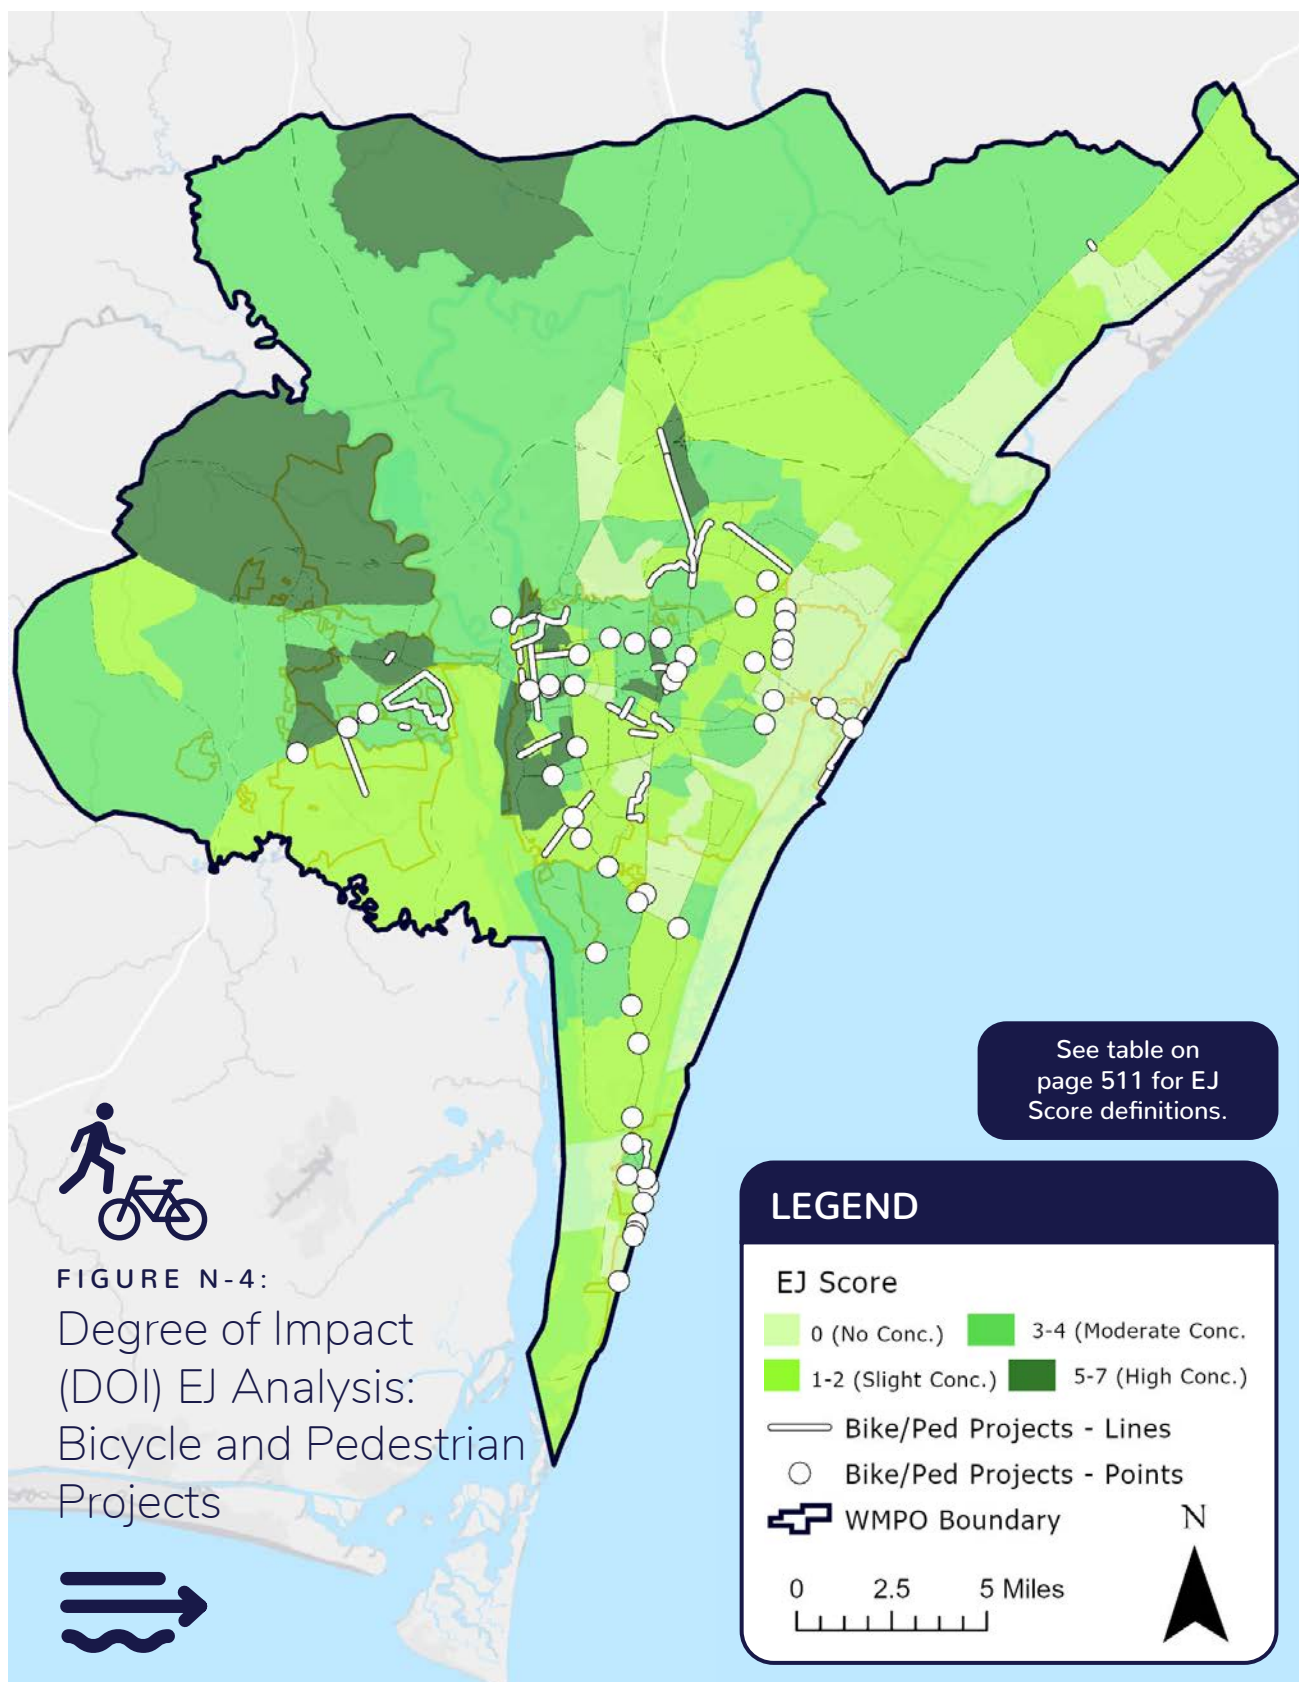 See table on
page 511 for EJ
Score definitions.
FIGURE N-4:
Degree of Impact
(DOI) EJ Analysis:
Bicycle and Pedestrian
Projects
LEGEND
EJ Score
0 (No Conc.)
3-4 (Moderate Conc.
1-2 (Slight Conc.)
5-7 (High Conc.)
Bike/Ped Projects - Lines
Bike/Ped Projects - Points
WMPO Boundary
N
0 2.5 5 Miles